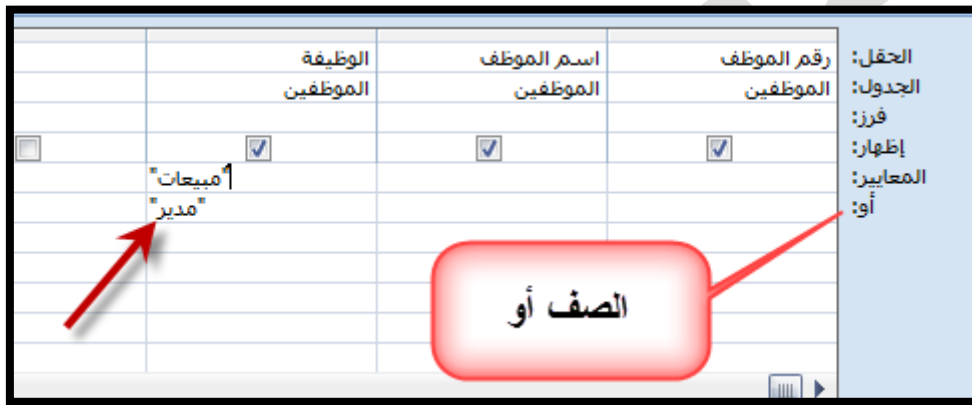 الحقل: رقم الموظف اسم الموظف الوظيفة
الجدول: الموظفين الموظفين الموظفين
فرز:
إظهار:
المعايير: "مبيعات"
أو: "مدير"
الصف أو